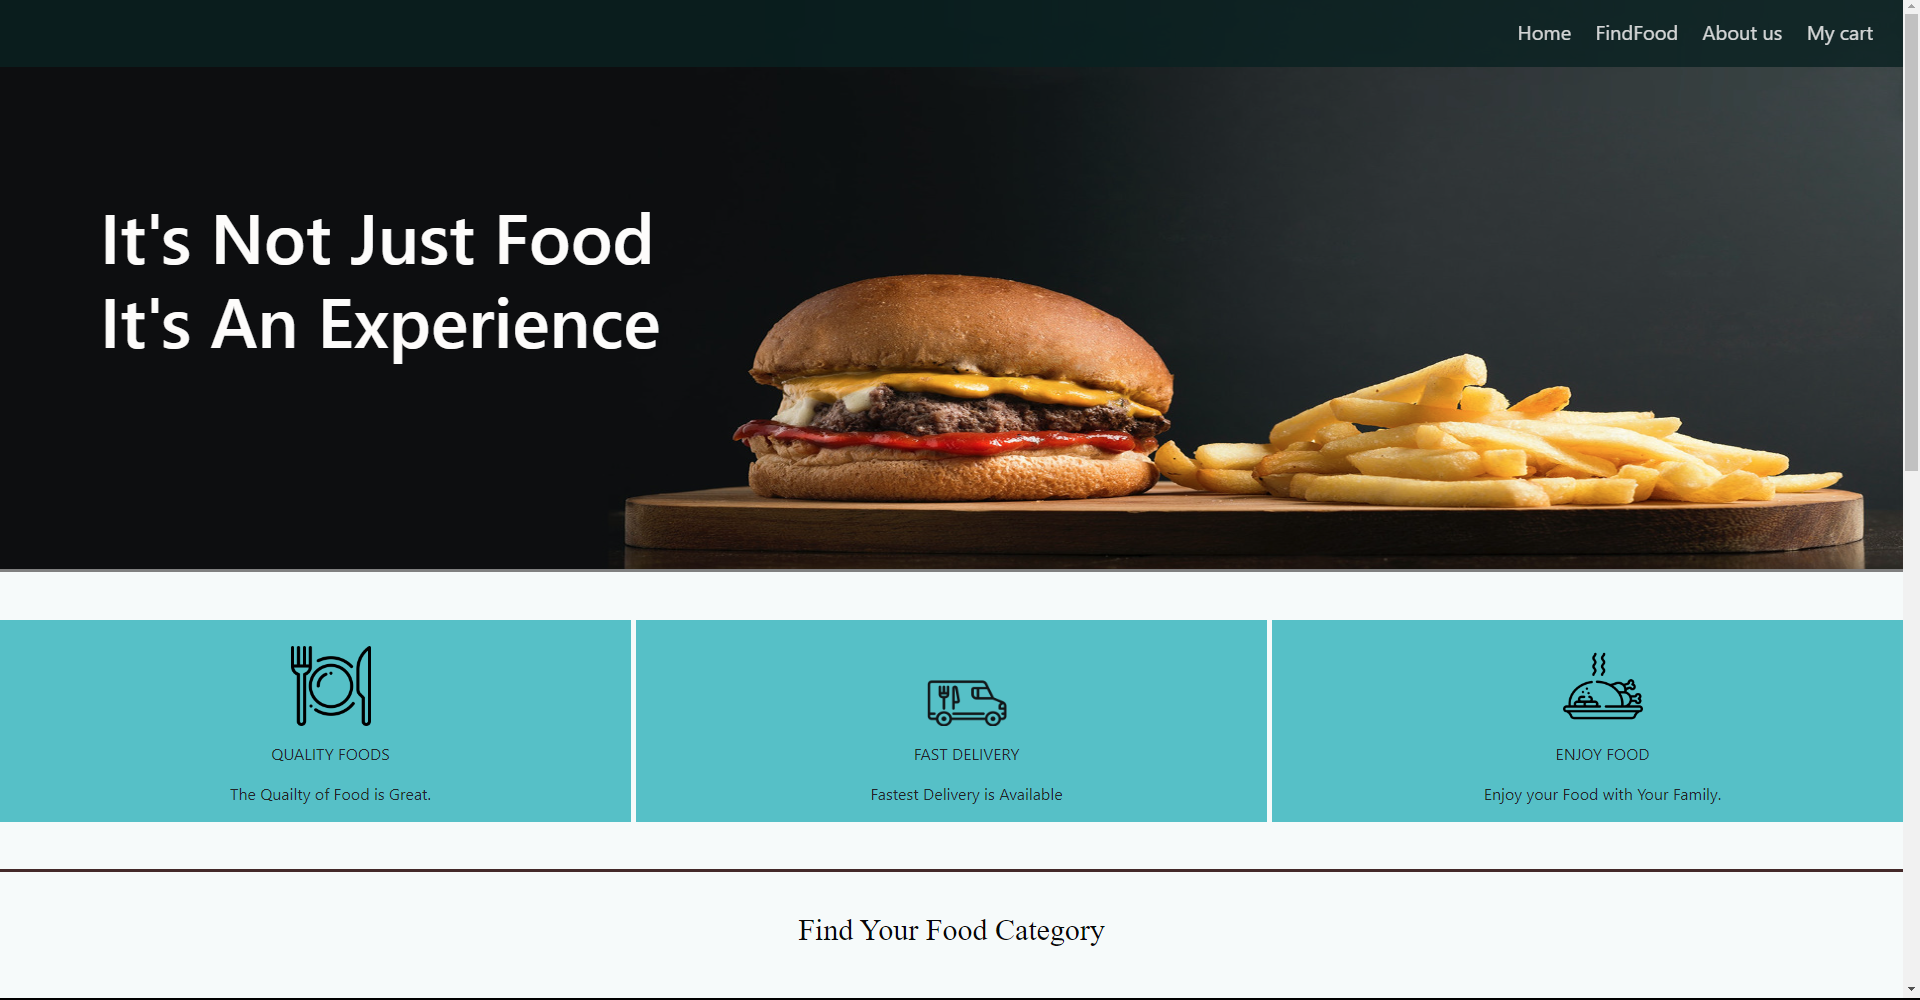 Home FindFood About us My cart
It's Not Just Food
It's An Experience
QUALITY FOODS
The Quailty of Food is Great.
FAST DELIVERY
Fastest Delivery is Available
ENJOY FOOD
Enjoy your Food with Your Family.
Find Your Food Category